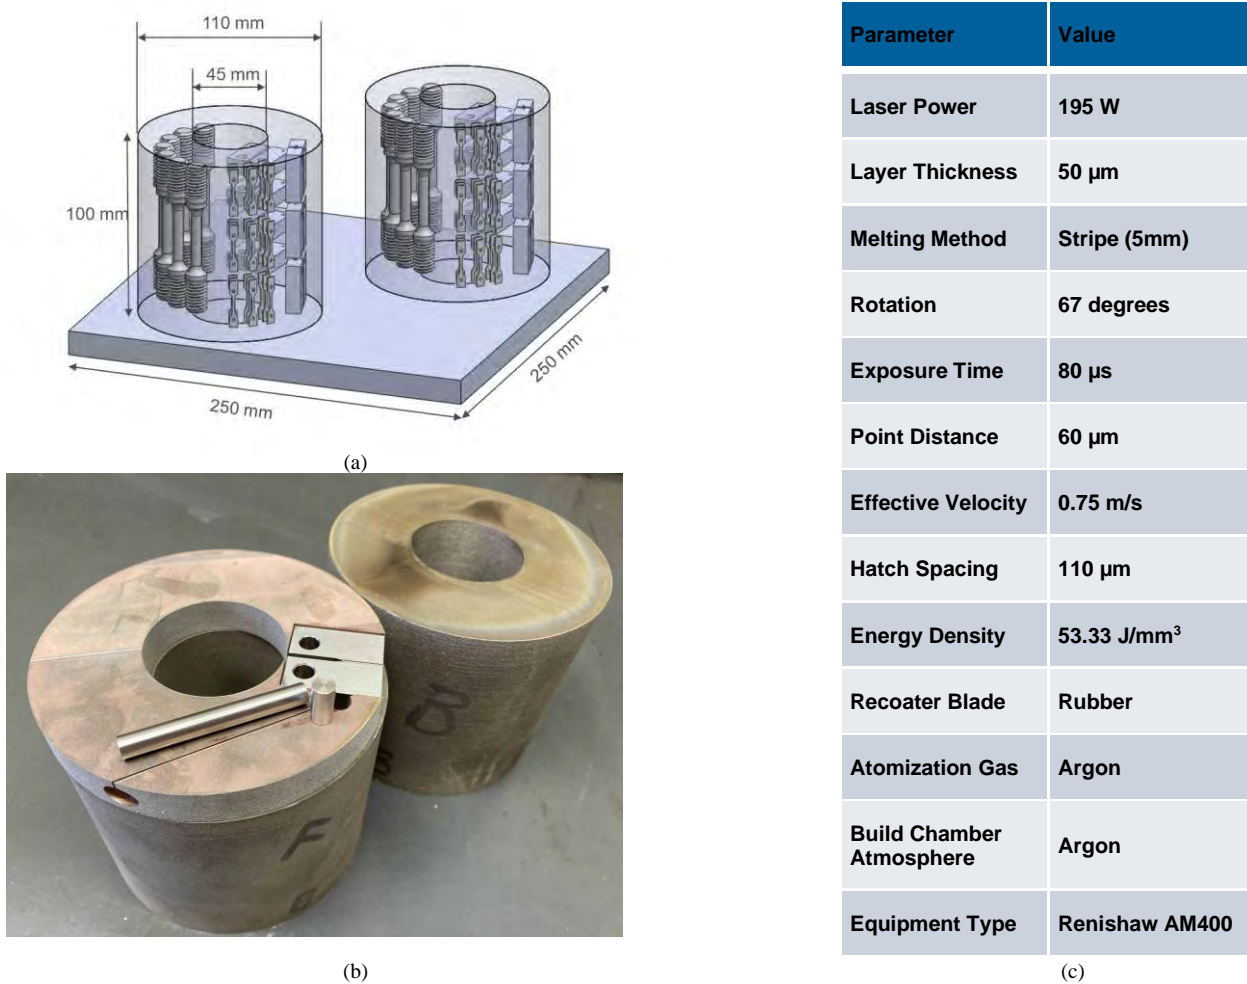 110 mm
45 mm
100 mm
250 mm
250 mm
(a)
B
F
(b)
Parameter Value
Laser Power 195 W
Layer Thickness 50 µm
Melting Method Stripe (5mm)
Rotation 67 degrees
Exposure Time 80 µs
Point Distance 60 µm
Effective Velocity 0.75 m/s
Hatch Spacing 110 µm
Energy Density 53.33 J/mm³
Recoater Blade Rubber
Atomization Gas Argon
Build Chamber
Atmosphere Argon
Equipment Type Renishaw AM400
(c)